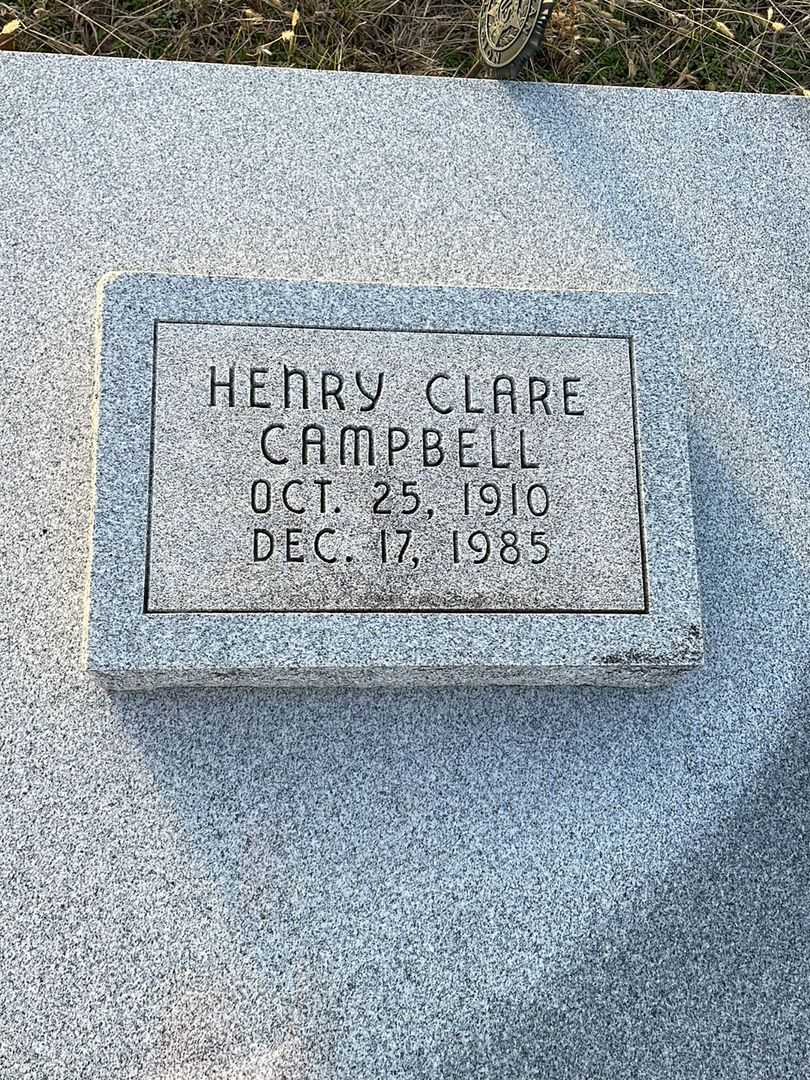 HENRY CLARE
CAMPBELL
OCT. 25, 1910
DEC. 17, 1985